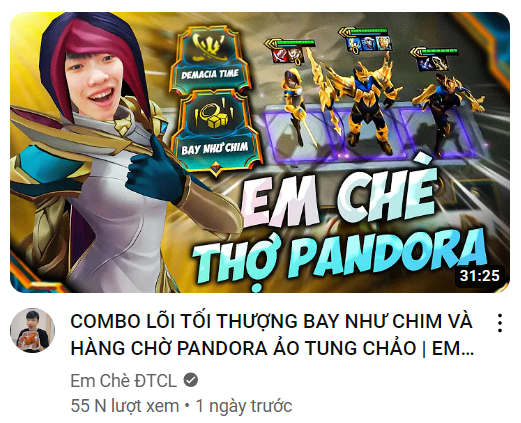 DEMACIA TIME
BAY NHƯ CHIM
EM CHÈ
THỢ PANDORA
31:25
COMBO LÕI TỐI THƯỢNG BAY NHƯ CHIM VÀ
HÀNG CHỜ PANDORA ẢO TUNG CHẢO | EM...
Em Chè ĐTCL
55 N lượt xem • 1 ngày trước